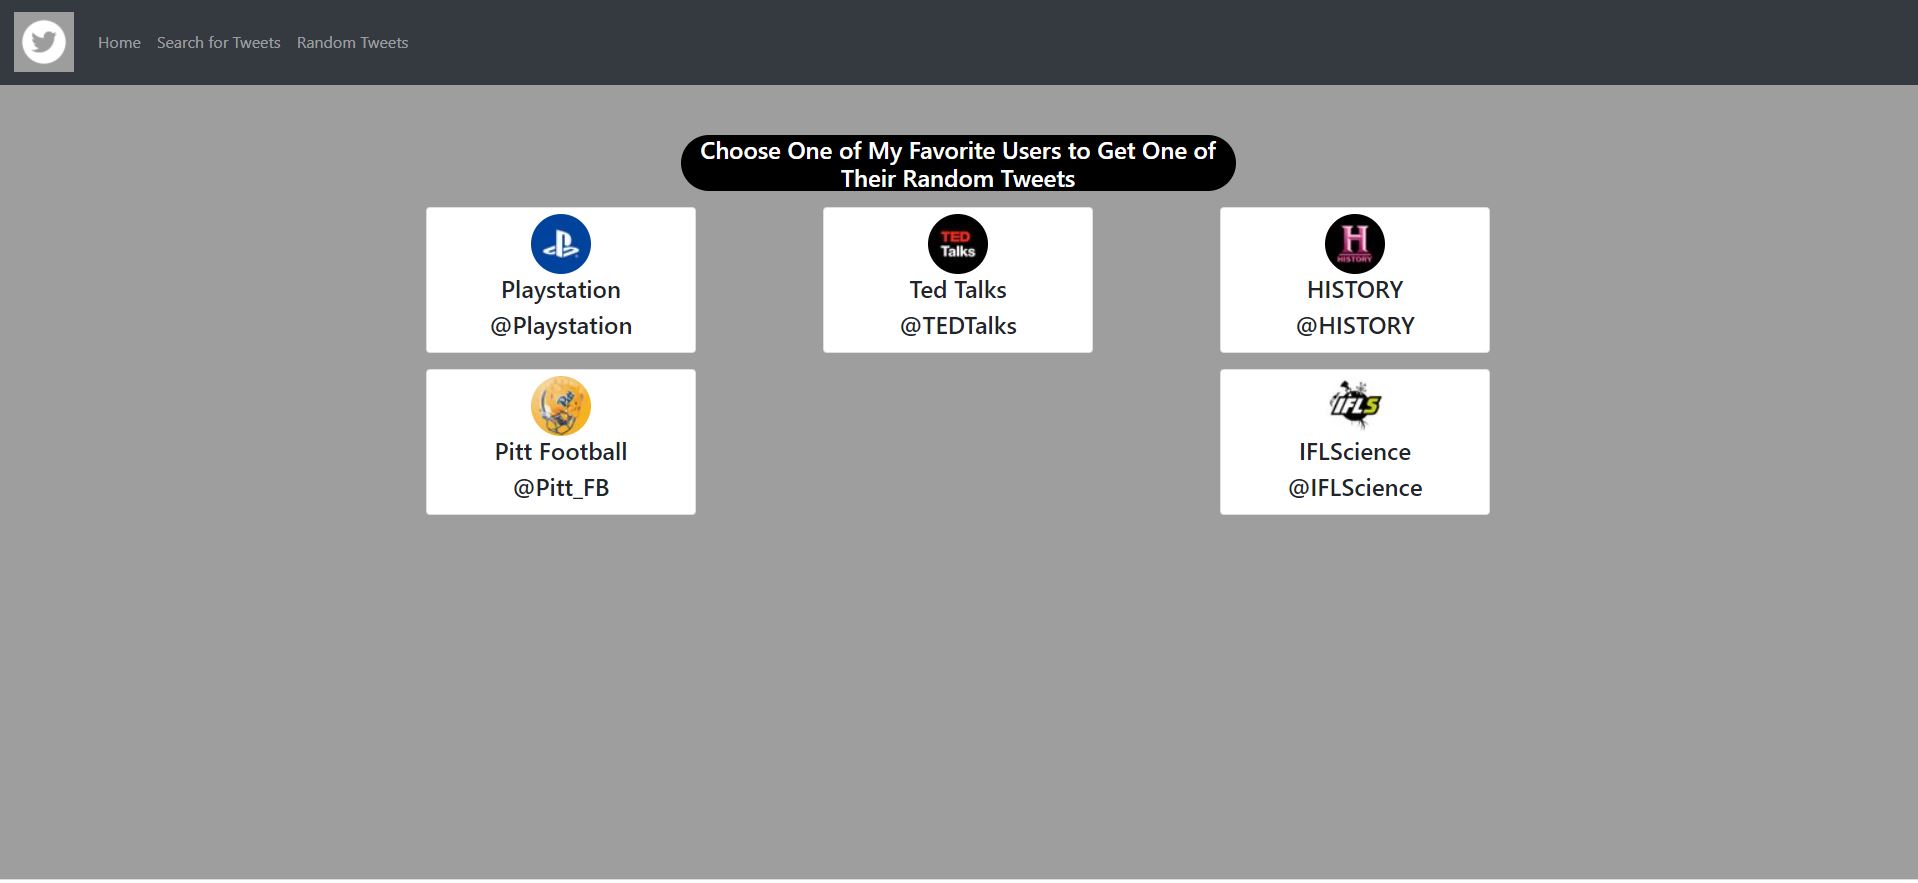 Home Search for Tweets Random Tweets
Choose One of My Favorite Users to Get One of
Their Random Tweets
TED
Talks
H
HISTORY
Playstation
Ted Talks
HISTORY
@Playstation
@TEDTalks
@HISTORY
Pitt
IFLS
Pitt Football
IFLScience
@Pitt_FB
@IFLScience